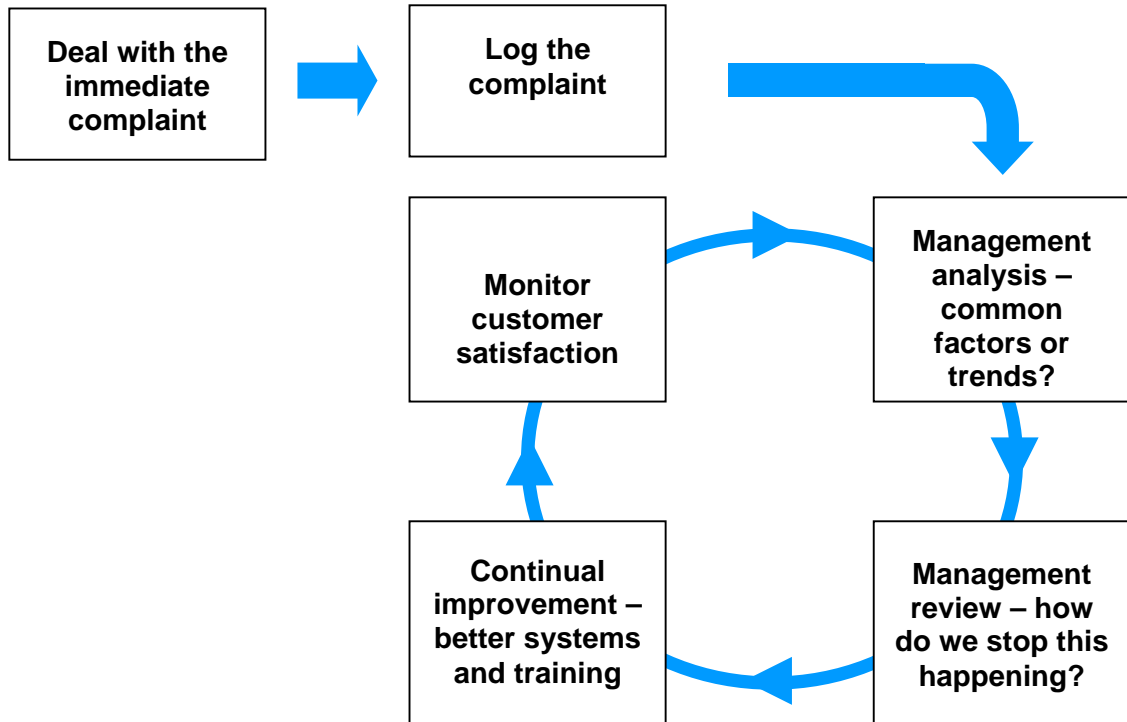 Deal with the
immediate
complaint
Log the
complaint
Monitor
customer
satisfaction
Management
analysis –
common
factors or
trends?
Continual
improvement –
better systems
and training
Management
review – how
do we stop this
happening?